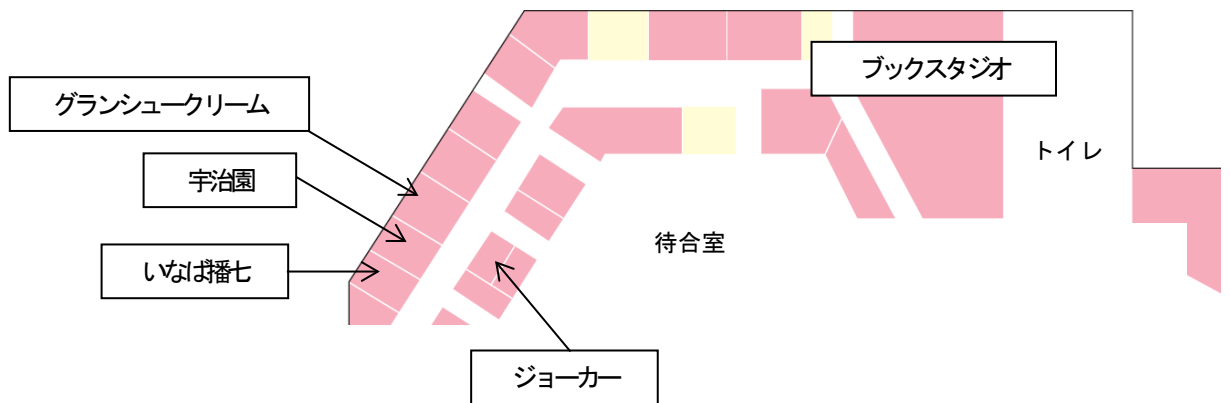 ブックスタジオ
グランシュークリーム
トイレ
宇治園
待合室
いなば播七
ジョーカー